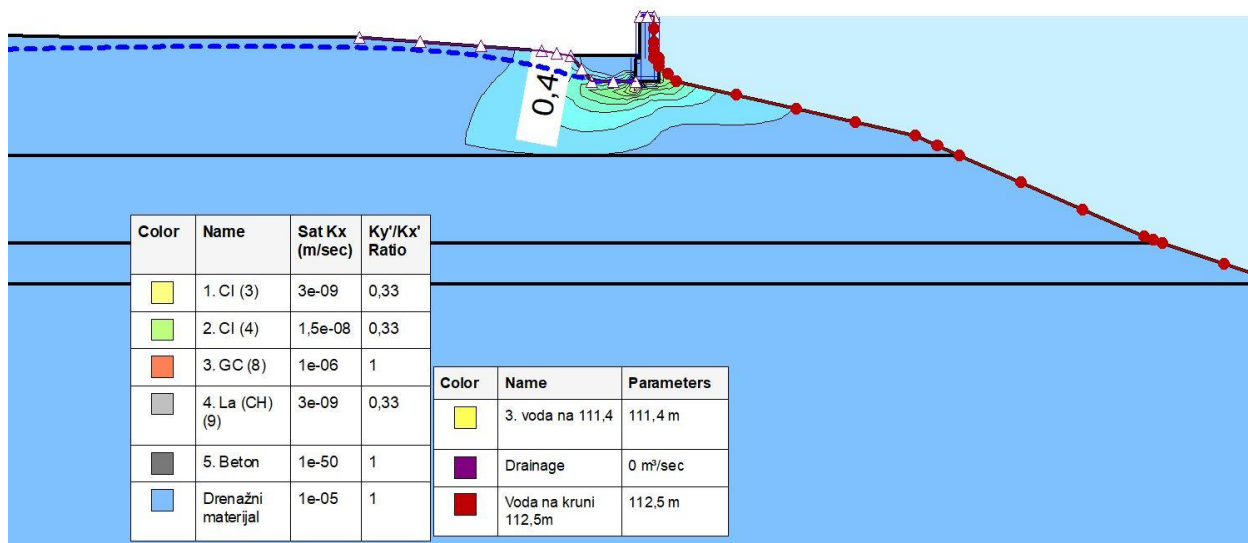 0,4
Color Name Sat Kx (m/sec) Ky'/Kx' Ratio
1. CI (3) 3e-09 0,33
2. CI (4) 1,5e-08 0,33
3. GC (8) 1e-06 1
4. La (CH) (9) 3e-09 0,33
5. Beton 1e-50 1
Drenažni materijal 1e-05 1
Color Name Parameters
3. voda na 111,4 111,4 m
Drainage 0 m³/sec
Voda na kruni 112,5m 112,5 m